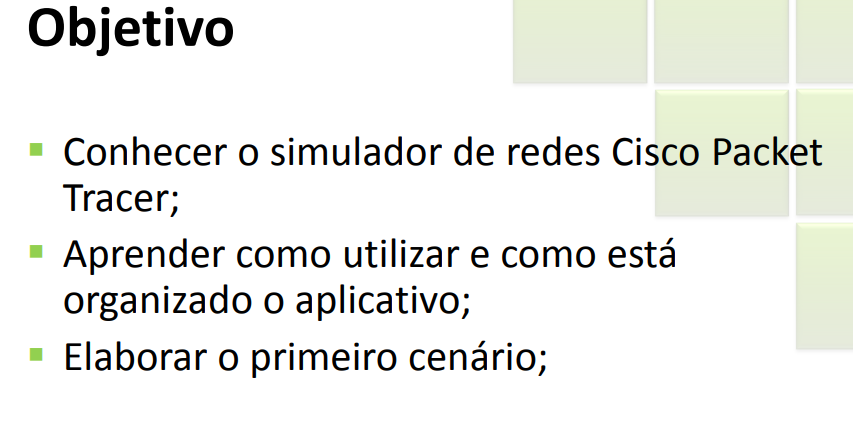 Objetivo
Conhecer o simulador de redes Cisco Packet
Tracer;
Aprender como utilizar e como está
organizado o aplicativo;
Elaborar o primeiro cenário;